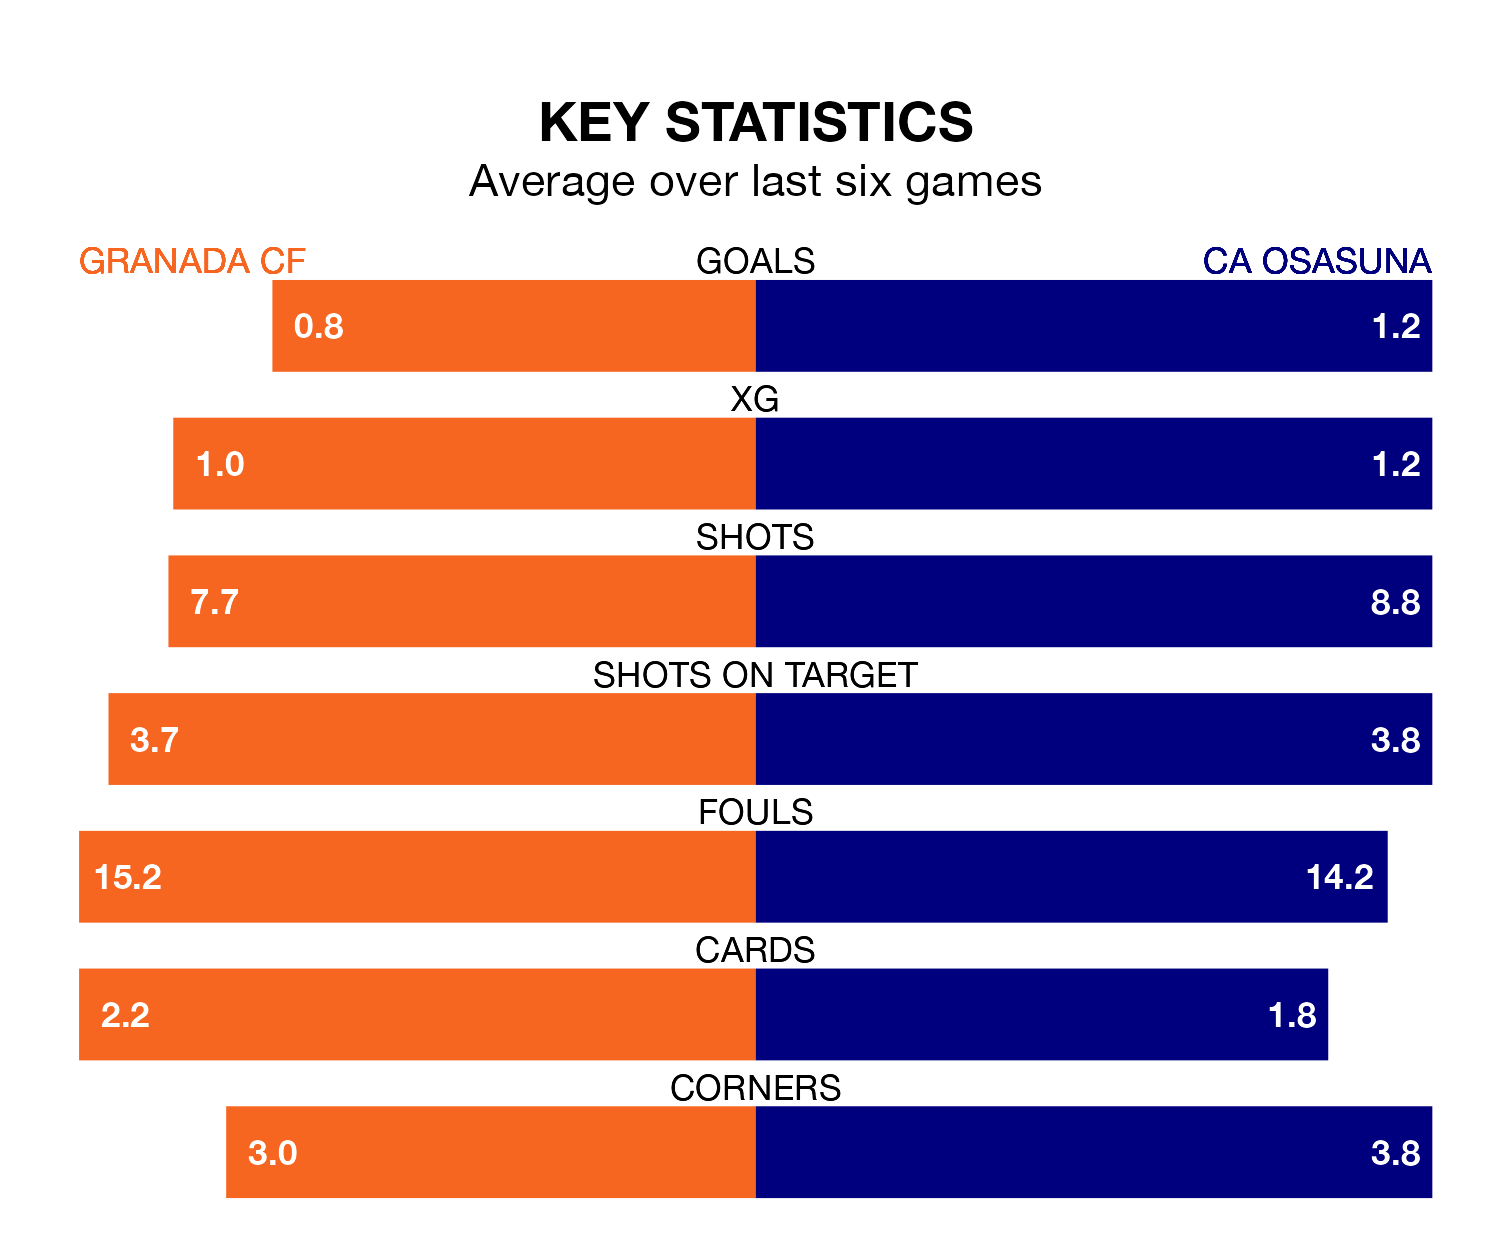 KEY STATISTICS
Average over last six games
GRANADA CF GOALS CA OSASUNA
0.8 1.2
XG
1.0 1.2
SHOTS
7.7 8.8
SHOTS ON TARGET
3.7 3.8
FOULS
15.2 14.2
CARDS
2.2 1.8
CORNERS
3.0 3.8